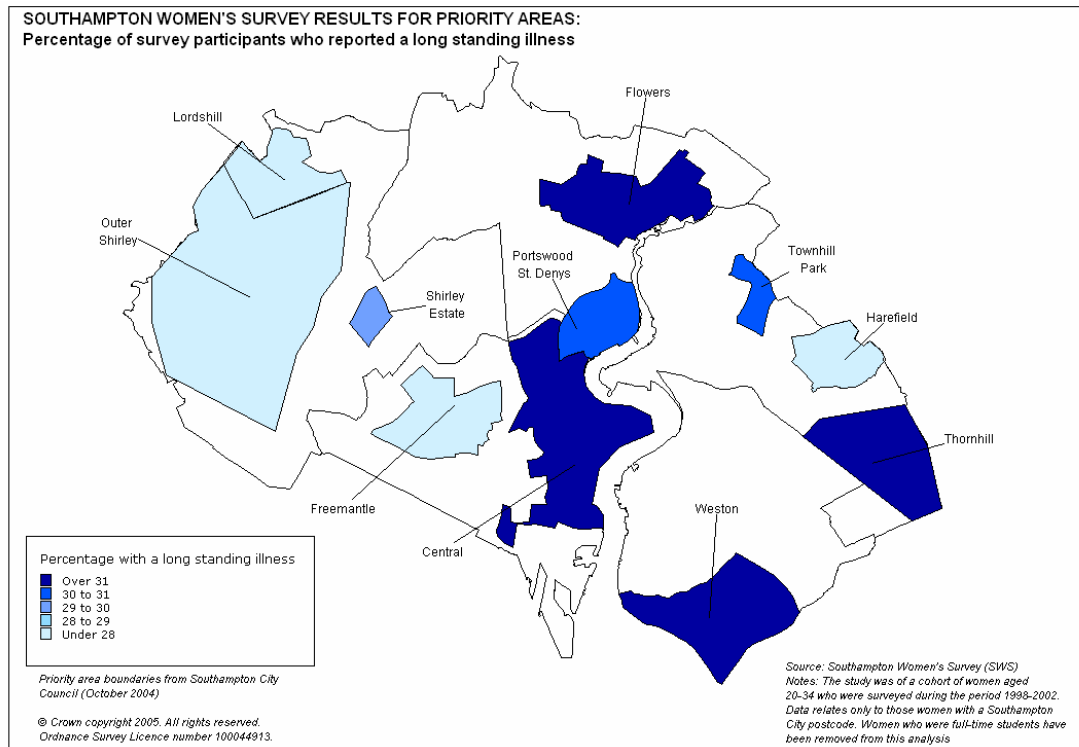 SOUTHAMPTON WOMEN'S SURVEY RESULTS FOR PRIORITY AREAS:
Percentage of survey participants who reported a long standing illness
Flowers
Lordshill
Outer
Shirley
Portswood
St. Denys
Townhill
Park
Shirley
Estate
Harefield
Thornhill
Freemantle
Weston
Central
Percentage with a long standing illness
Over 31
30 to 31
29 to 30
28 to 29
Under 28
Priority area boundaries from Southampton City
Council (October 2004)
© Crown copyright 2005. All rights reserved.
Ordnance Survey Licence number 100044913.
Source: Southampton Women's Survey (SWS)
Notes: The study was of a cohort of women aged
20-34 who were surveyed during the period 1998-2002.
Data relates only to those women with a Southampton
City postcode. Women who were full-time students have
been removed from this analysis